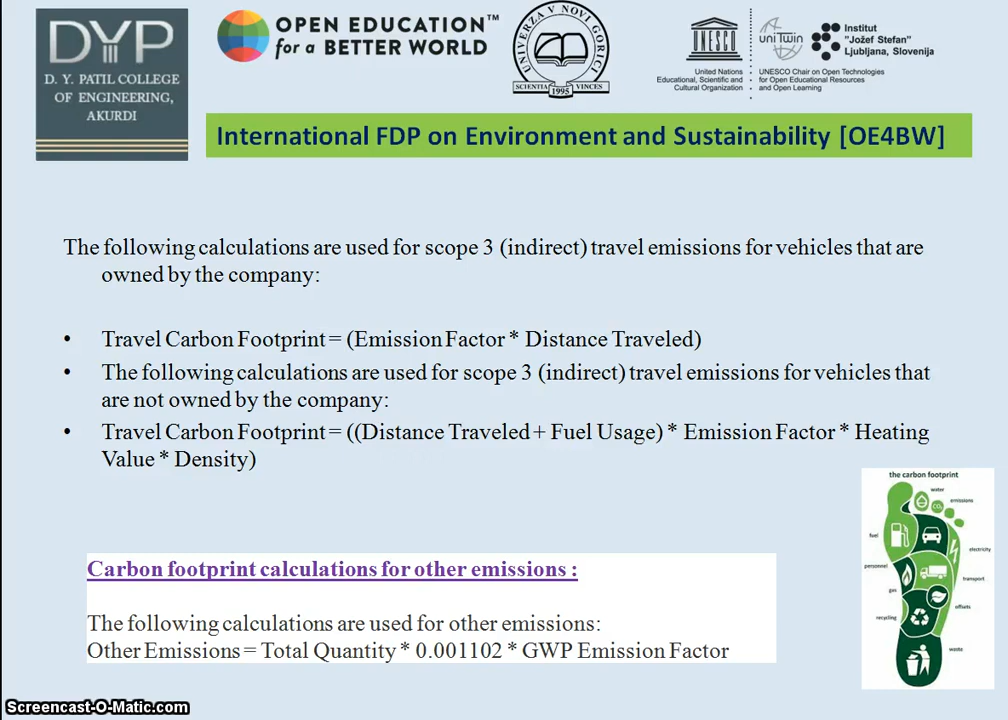 DYP
D. Y. PATIL COLLEGE
OF ENGINEERING,
AKURDI
OPEN EDUCATION™
for a BETTER WORLD
UNIVERZA V NOVI GORICI
SCIENTIA VINCES
1995
UNESCO
United Nations
Educational, Scientific and
Cultural Organization
uniTwin
UNESCO Chair on Open Technologies
for Open Educational Resources
and Open Learning
Institut
"Jožef Stefan"
Ljubljana, Slovenija
International FDP on Environment and Sustainability [OE4BW]
The following calculations are used for scope 3 (indirect) travel emissions for vehicles that are
owned by the company:
• Travel Carbon Footprint = (Emission Factor * Distance Traveled)
• The following calculations are used for scope 3 (indirect) travel emissions for vehicles that
are not owned by the company:
• Travel Carbon Footprint = ((Distance Traveled + Fuel Usage) * Emission Factor * Heating
Value * Density)
the carbon footprint
water
emissions
fuel
electricity
personnel
transport
gas
offsets
recycling
waste
Carbon footprint calculations for other emissions :
The following calculations are used for other emissions:
Other Emissions = Total Quantity * 0.001102 * GWP Emission Factor
Screencast-O-Matic.com